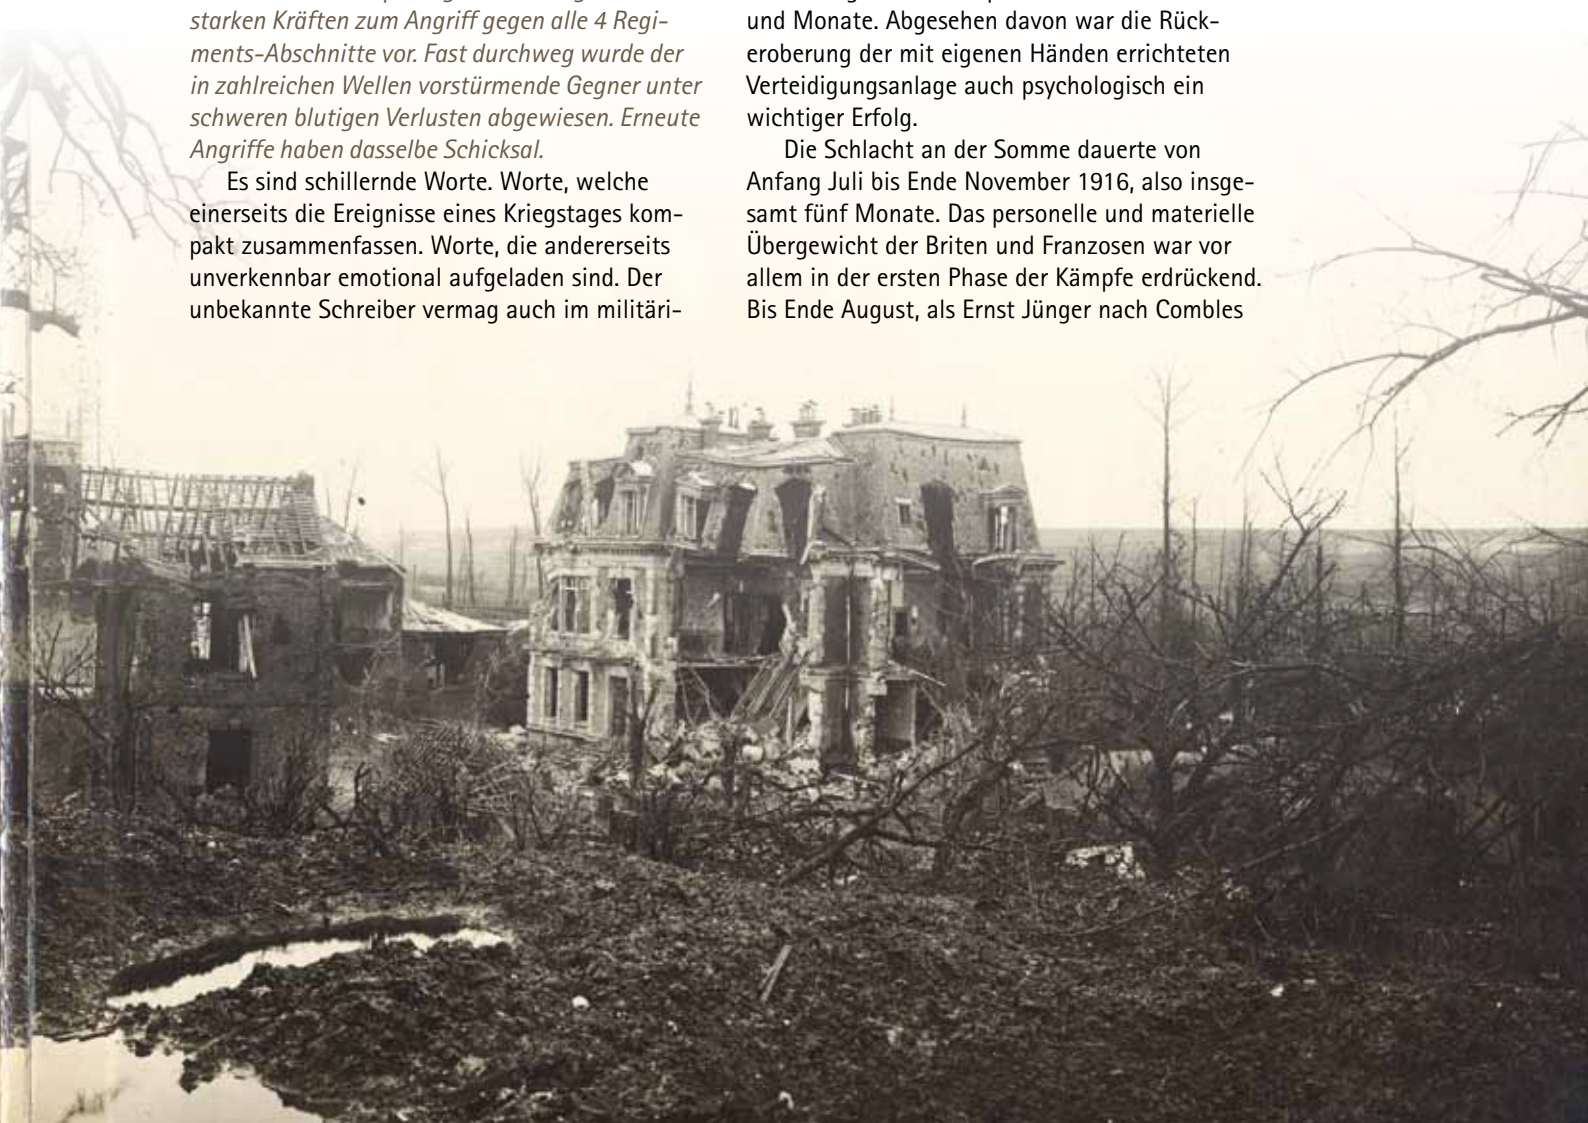 starken Kräften zum Angriff gegen alle 4 Regi-
ments-Abschnitte vor. Fast durchweg wurde der
in zahlreichen Wellen vorstürmende Gegner unter
schweren blutigen Verlusten abgewiesen. Erneute
Angriffe haben dasselbe Schicksal.
Es sind schillernde Worte. Worte, welche
einerseits die Ereignisse eines Kriegstages kom-
pakt zusammenfassen. Worte, die andererseits
unverkennbar emotional aufgeladen sind. Der
unbekannte Schreiber vermag auch im militäri-
und Monate. Abgesehen davon war die Rück-
eroberung der mit eigenen Händen errichteten
Verteidigungsanlage auch psychologisch ein
wichtiger Erfolg.
Die Schlacht an der Somme dauerte von
Anfang Juli bis Ende November 1916, also insge-
samt fünf Monate. Das personelle und materielle
Übergewicht der Briten und Franzosen war vor
allem in der ersten Phase der Kämpfe erdrückend.
Bis Ende August, als Ernst Jünger nach Combles